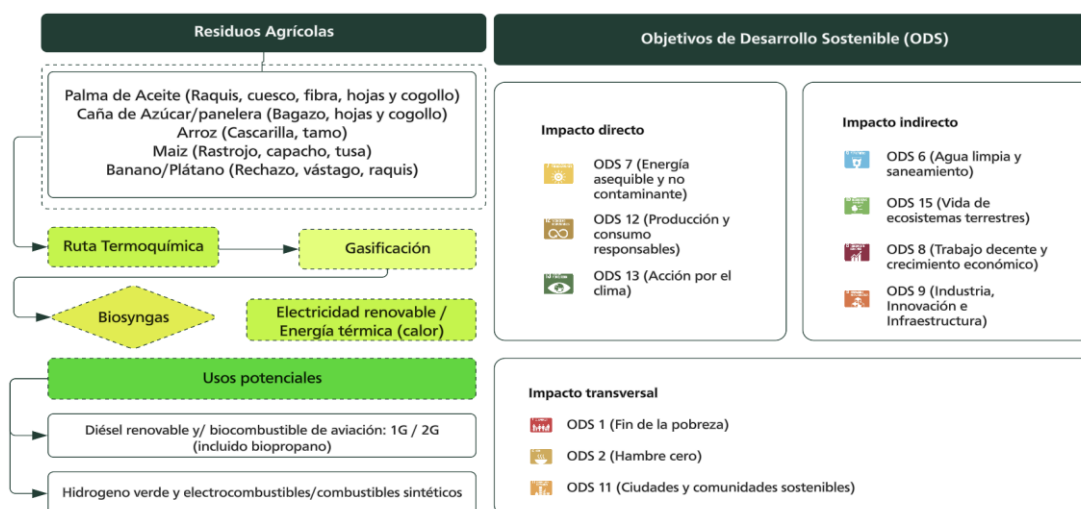 Residuos Agrícolas
Palma de Aceite (Raquis, cuesco, fibra, hojas y cogollo)
Caña de Azúcar/panelera (Bagazo, hojas y cogollo)
Arroz (Cascarilla, tamo)
Maiz (Rastrojo, capacho, tusa)
Banano/Plátano (Rechazo, vástago, raquis)
Ruta Termoquímica
Gasificación
Biosyngas
Electricidad renovable /
Energía térmica (calor)
Usos potenciales
Diésel renovable y/ biocombustible de aviación: 1G / 2G
(incluido biopropano)
Hidrogeno verde y electrocombustibles/combustibles sintéticos
Objetivos de Desarrollo Sostenible (ODS)
Impacto directo
ODS 7 (Energía
asequible y no
contaminante)
ODS 12 (Producción y
consumo
responsables)
ODS 13 (Acción por el
clima)
Impacto indirecto
ODS 6 (Agua limpia y
saneamiento)
ODS 15 (Vida de
ecosistemas terrestres)
ODS 8 (Trabajo decente y
crecimiento económico)
ODS 9 (Industria,
Innovación e
Infraestructura)
Impacto transversal
ODS 1 (Fin de la pobreza)
ODS 2 (Hambre cero)
ODS 11 (Ciudades y comunidades sostenibles)